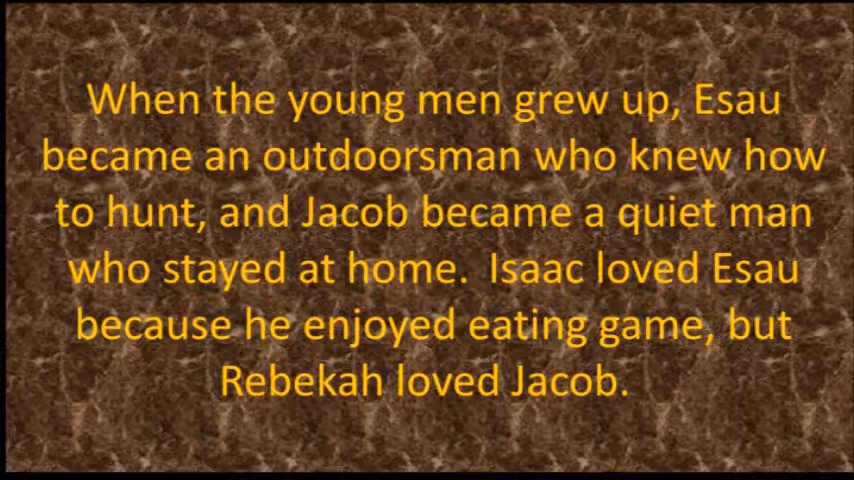 When the young men grew up, Esau
became an outdoorsman who knew how
to hunt, and Jacob became a quiet man
who stayed at home.  Isaac loved Esau
because he enjoyed eating game, but
Rebekah loved Jacob.